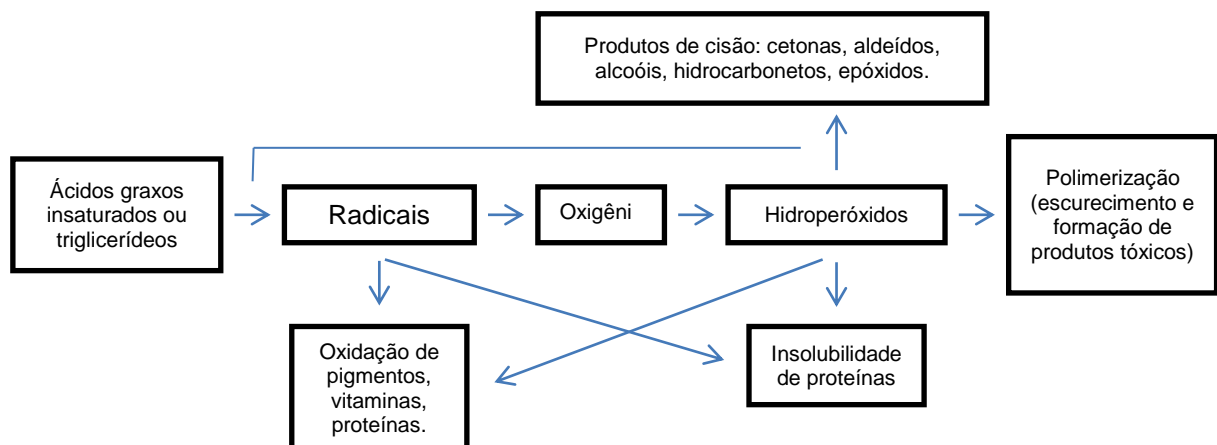 Produtos de cisão: cetonas, aldeídos,
alcoóis, hidrocarbonetos, epóxidos.
Ácidos graxos
insaturados ou
triglicerídeos
Radicais
Oxigêni
Hidroperóxidos
Polimerização
(escurecimento e
formação de
produtos tóxicos)
Oxidação de
pigmentos,
vitaminas,
proteínas.
Insolubilidade
de proteínas